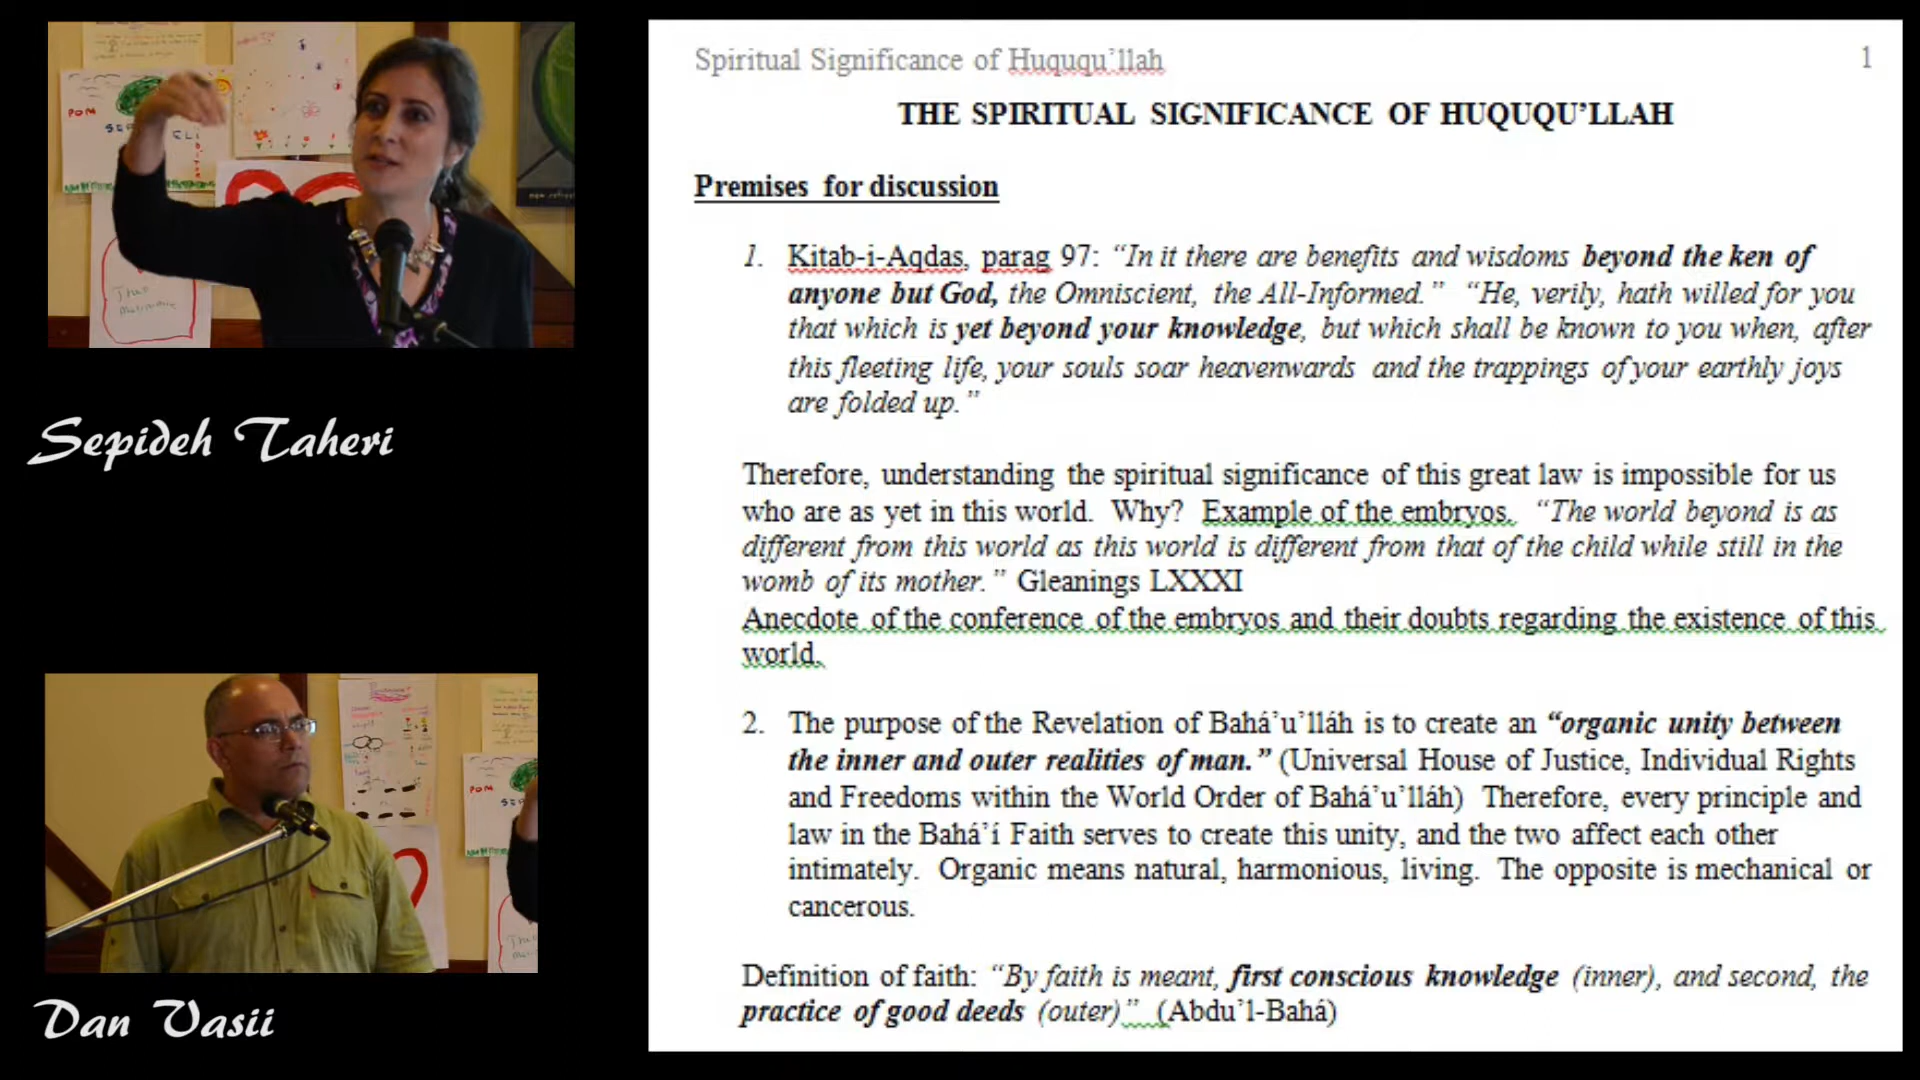 POM
ELI
Sepideh Taheri
POM
Dan Vasii
Spiritual Significance of Huququ’llah 1
THE SPIRITUAL SIGNIFICANCE OF HUQUQU’LLAH
Premises for discussion
1. Kitab-i-Aqdas, parag 97: “In it there are benefits and wisdoms beyond the ken of
anyone but God, the Omniscient, the All-Informed.” “He, verily, hath willed for you
that which is yet beyond your knowledge, but which shall be known to you when, after
this fleeting life, your souls soar heavenwards and the trappings of your earthly joys
are folded up.”
Therefore, understanding the spiritual significance of this great law is impossible for us
who are as yet in this world. Why? Example of the embryos. “The world beyond is as
different from this world as this world is different from that of the child while still in the
womb of its mother.” Gleanings LXXXI
Anecdote of the conference of the embryos and their doubts regarding the existence of this
world.
2. The purpose of the Revelation of Bahá’u’lláh is to create an “organic unity between
the inner and outer realities of man.” (Universal House of Justice, Individual Rights
and Freedoms within the World Order of Bahá’u’lláh) Therefore, every principle and
law in the Bahá’í Faith serves to create this unity, and the two affect each other
intimately. Organic means natural, harmonious, living. The opposite is mechanical or
cancerous.
Definition of faith: “By faith is meant, first conscious knowledge (inner), and second, the
practice of good deeds (outer)” (Abdu’l-Bahá)